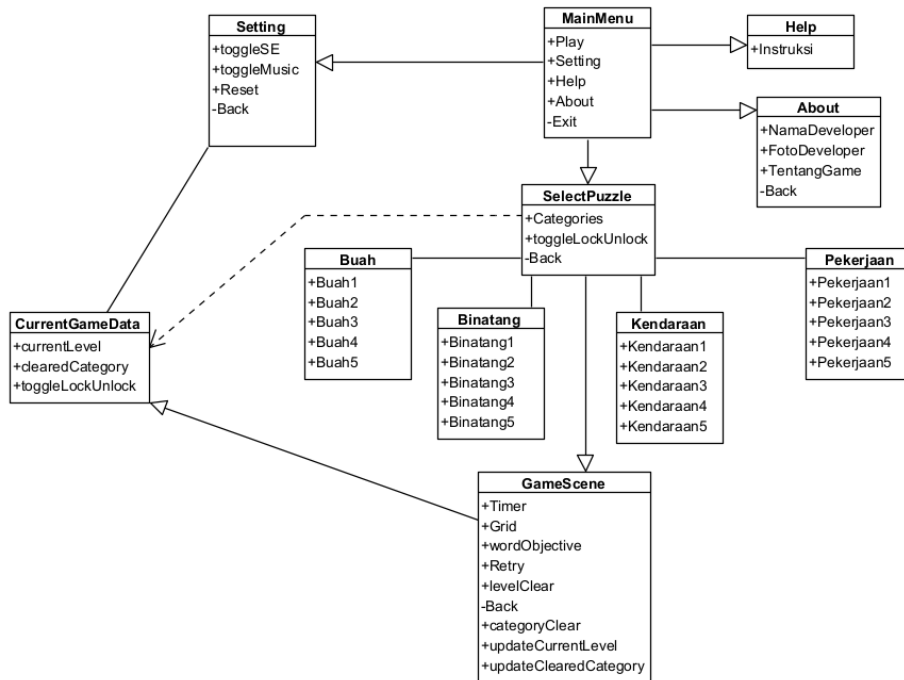 Setting
+toggleSE
+toggleMusic
+Reset
-Back
MainMenu
+Play
+Setting
+Help
+About
-Exit
Help
+Instruksi
About
+NamaDeveloper
+FotoDeveloper
+TentangGame
-Back
SelectPuzzle
+Categories
+toggleLockUnlock
-Back
Buah
+Buah1
+Buah2
+Buah3
+Buah4
+Buah5
Binatang
+Binatang1
+Binatang2
+Binatang3
+Binatang4
+Binatang5
Kendaraan
+Kendaraan1
+Kendaraan2
+Kendaraan3
+Kendaraan4
+Kendaraan5
Pekerjaan
+Pekerjaan1
+Pekerjaan2
+Pekerjaan3
+Pekerjaan4
+Pekerjaan5
CurrentGameData
+currentLevel
+clearedCategory
+toggleLockUnlock
GameScene
+Timer
+Grid
+wordObjective
+Retry
+levelClear
-Back
+categoryClear
+updateCurrentLevel
+updateClearedCategory